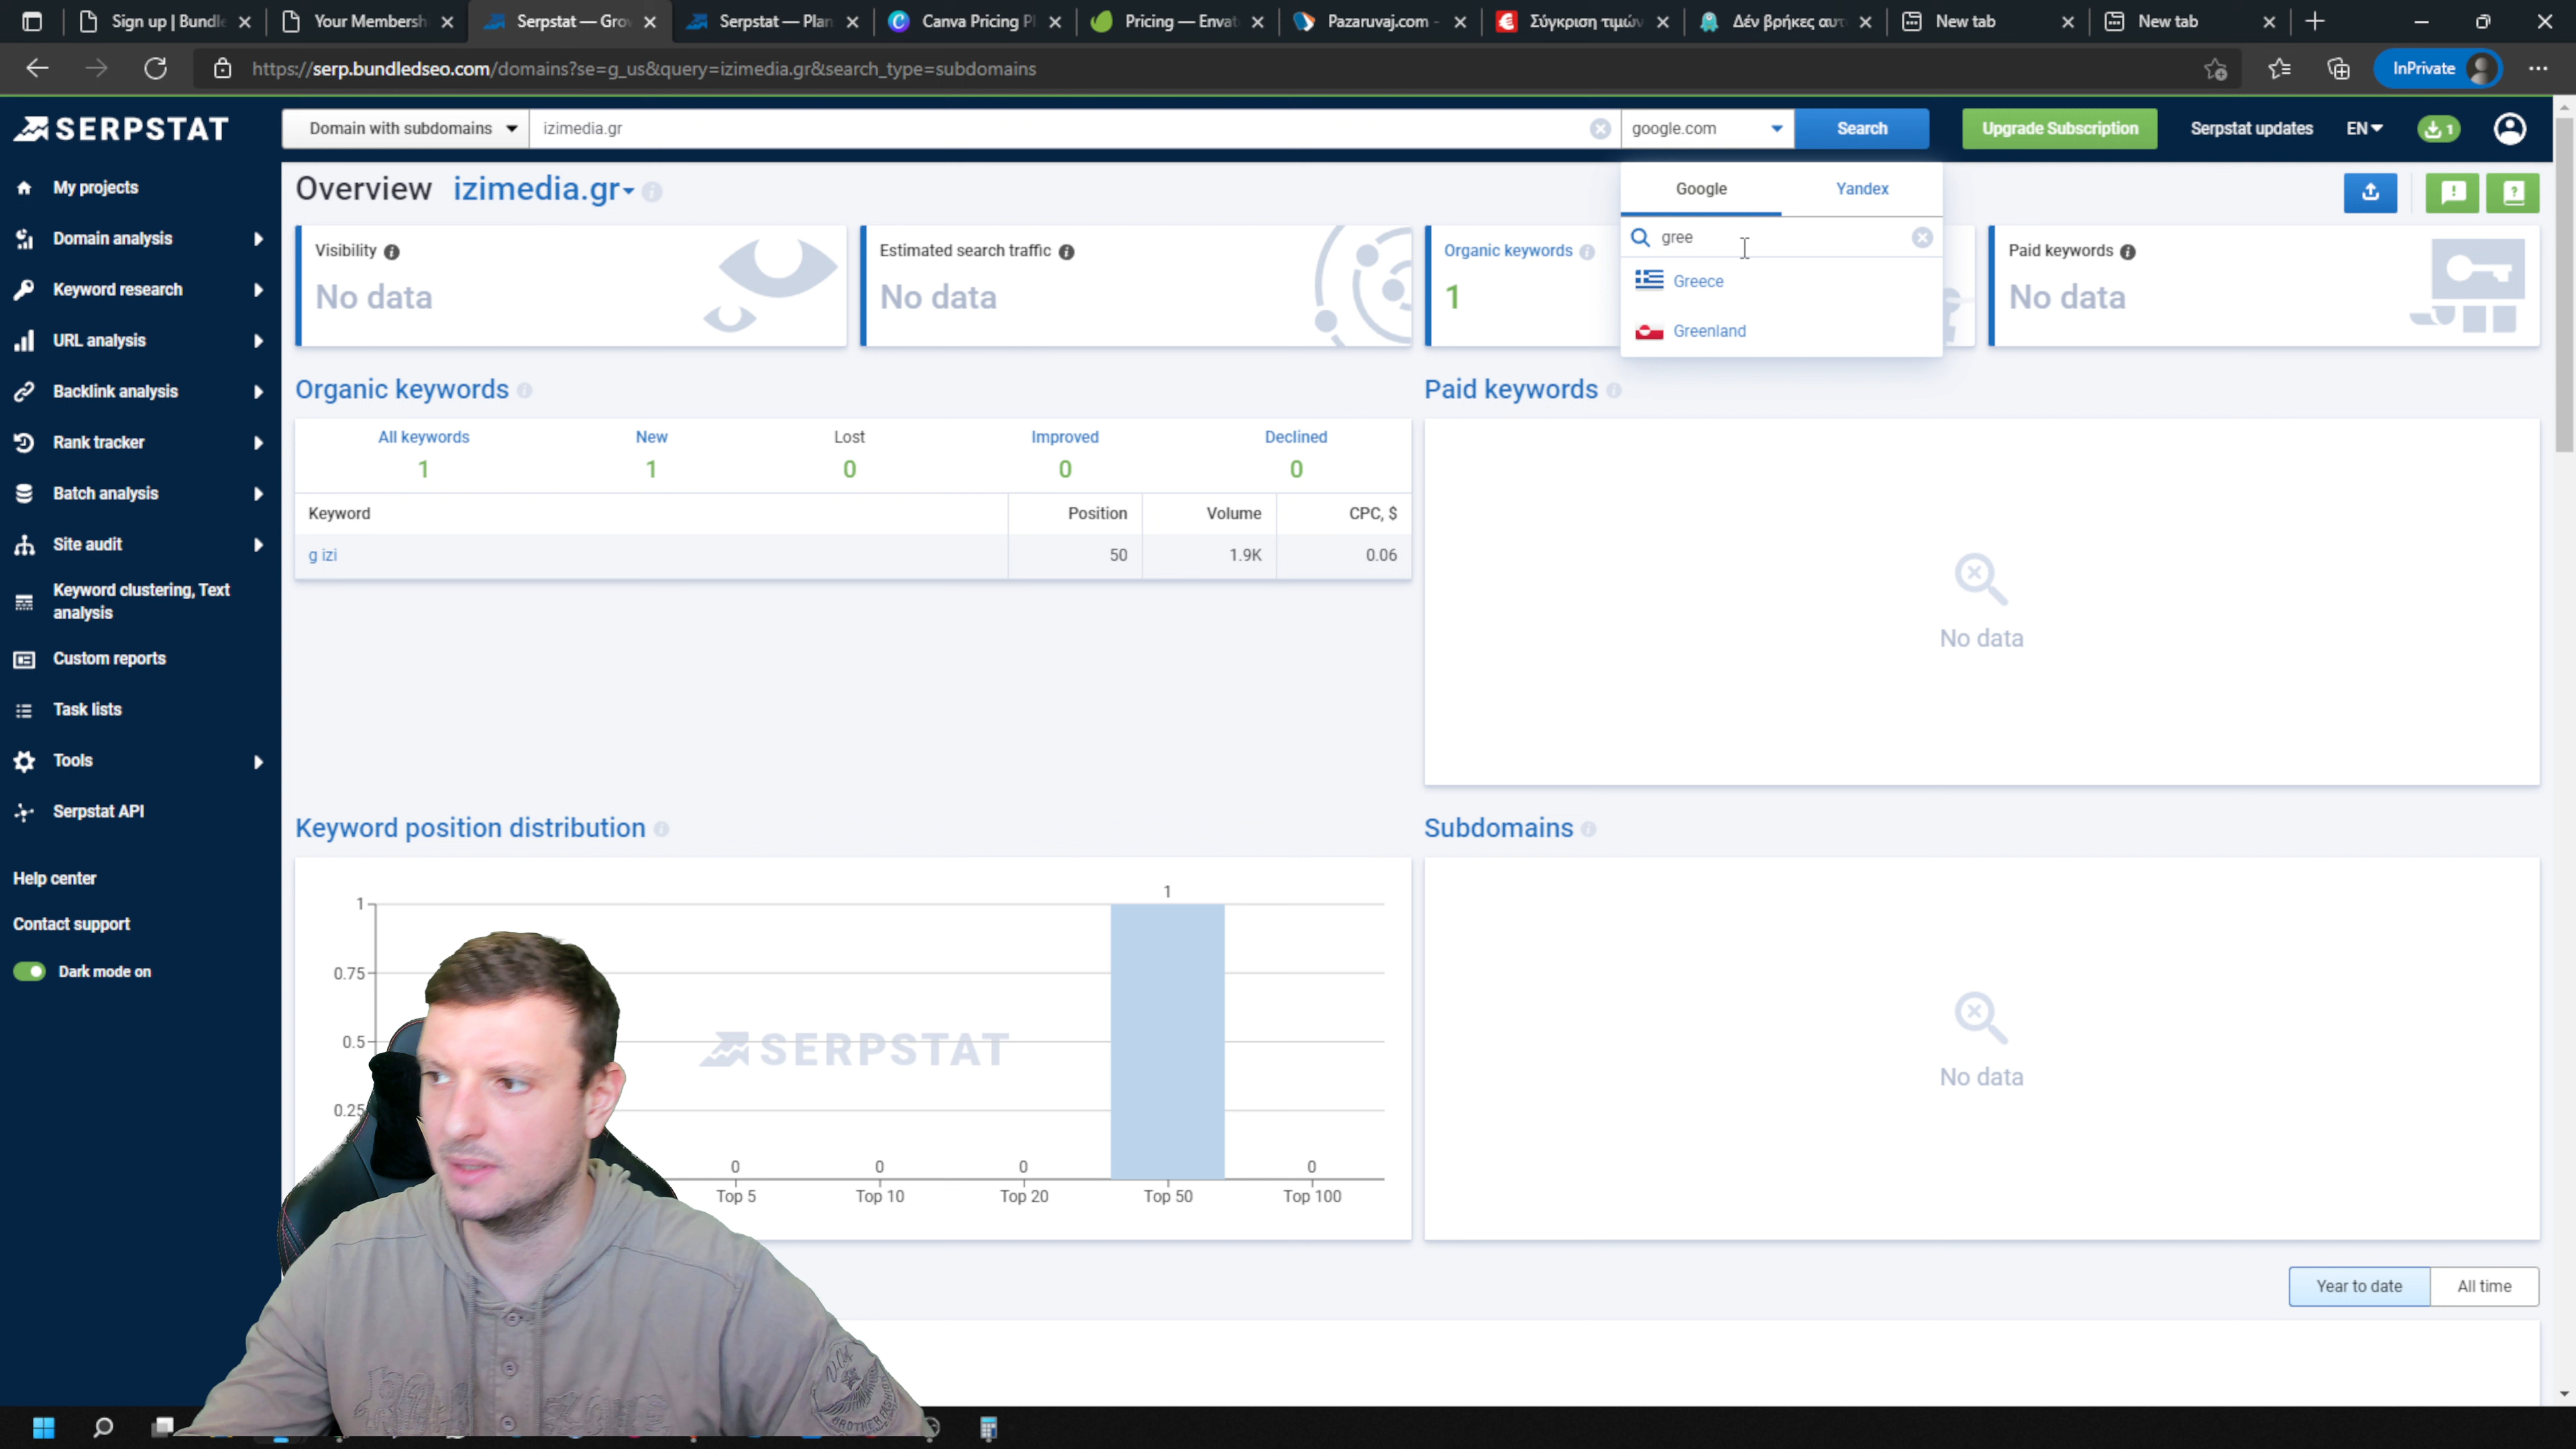 Sign up | Bundle
Your Membersh
Serpstat — Grow
Serpstat — Plan
Canva Pricing Pl
Pricing — Envat
Pazaruvaj.com -
Σύγκριση τιμών
Δέν βρήκες αυτ
New tab
New tab
https://serp.bundledseo.com/domains?se=g_us&query=izimedia.gr&search_type=subdomains
InPrivate
SERPSTAT
Domain with subdomains
izimedia.gr
google.com
Search
Upgrade Subscription
Serpstat updates
EN
1
My projects
Domain analysis
Keyword research
URL analysis
Backlink analysis
Rank tracker
Batch analysis
Site audit
Keyword clustering, Text
analysis
Custom reports
Task lists
Tools
Serpstat API
Help center
Contact support
Dark mode on
Overview izimedia.gr
Google
Yandex
gree
Greece
Greenland
Visibility
No data
Estimated search traffic
No data
Organic keywords
1
Paid keywords
No data
Organic keywords
All keywords New Lost Improved Declined
1 1 0 0 0
Keyword Position Volume CPC, $
g izi 50 1.9K 0.06
Paid keywords
No data
Keyword position distribution
1
1
0.75
0.5
0.25
SERPSTAT
0 0 0 0
Top 5 Top 10 Top 20 Top 50 Top 100
Subdomains
No data
Year to date
All time
BROTHER